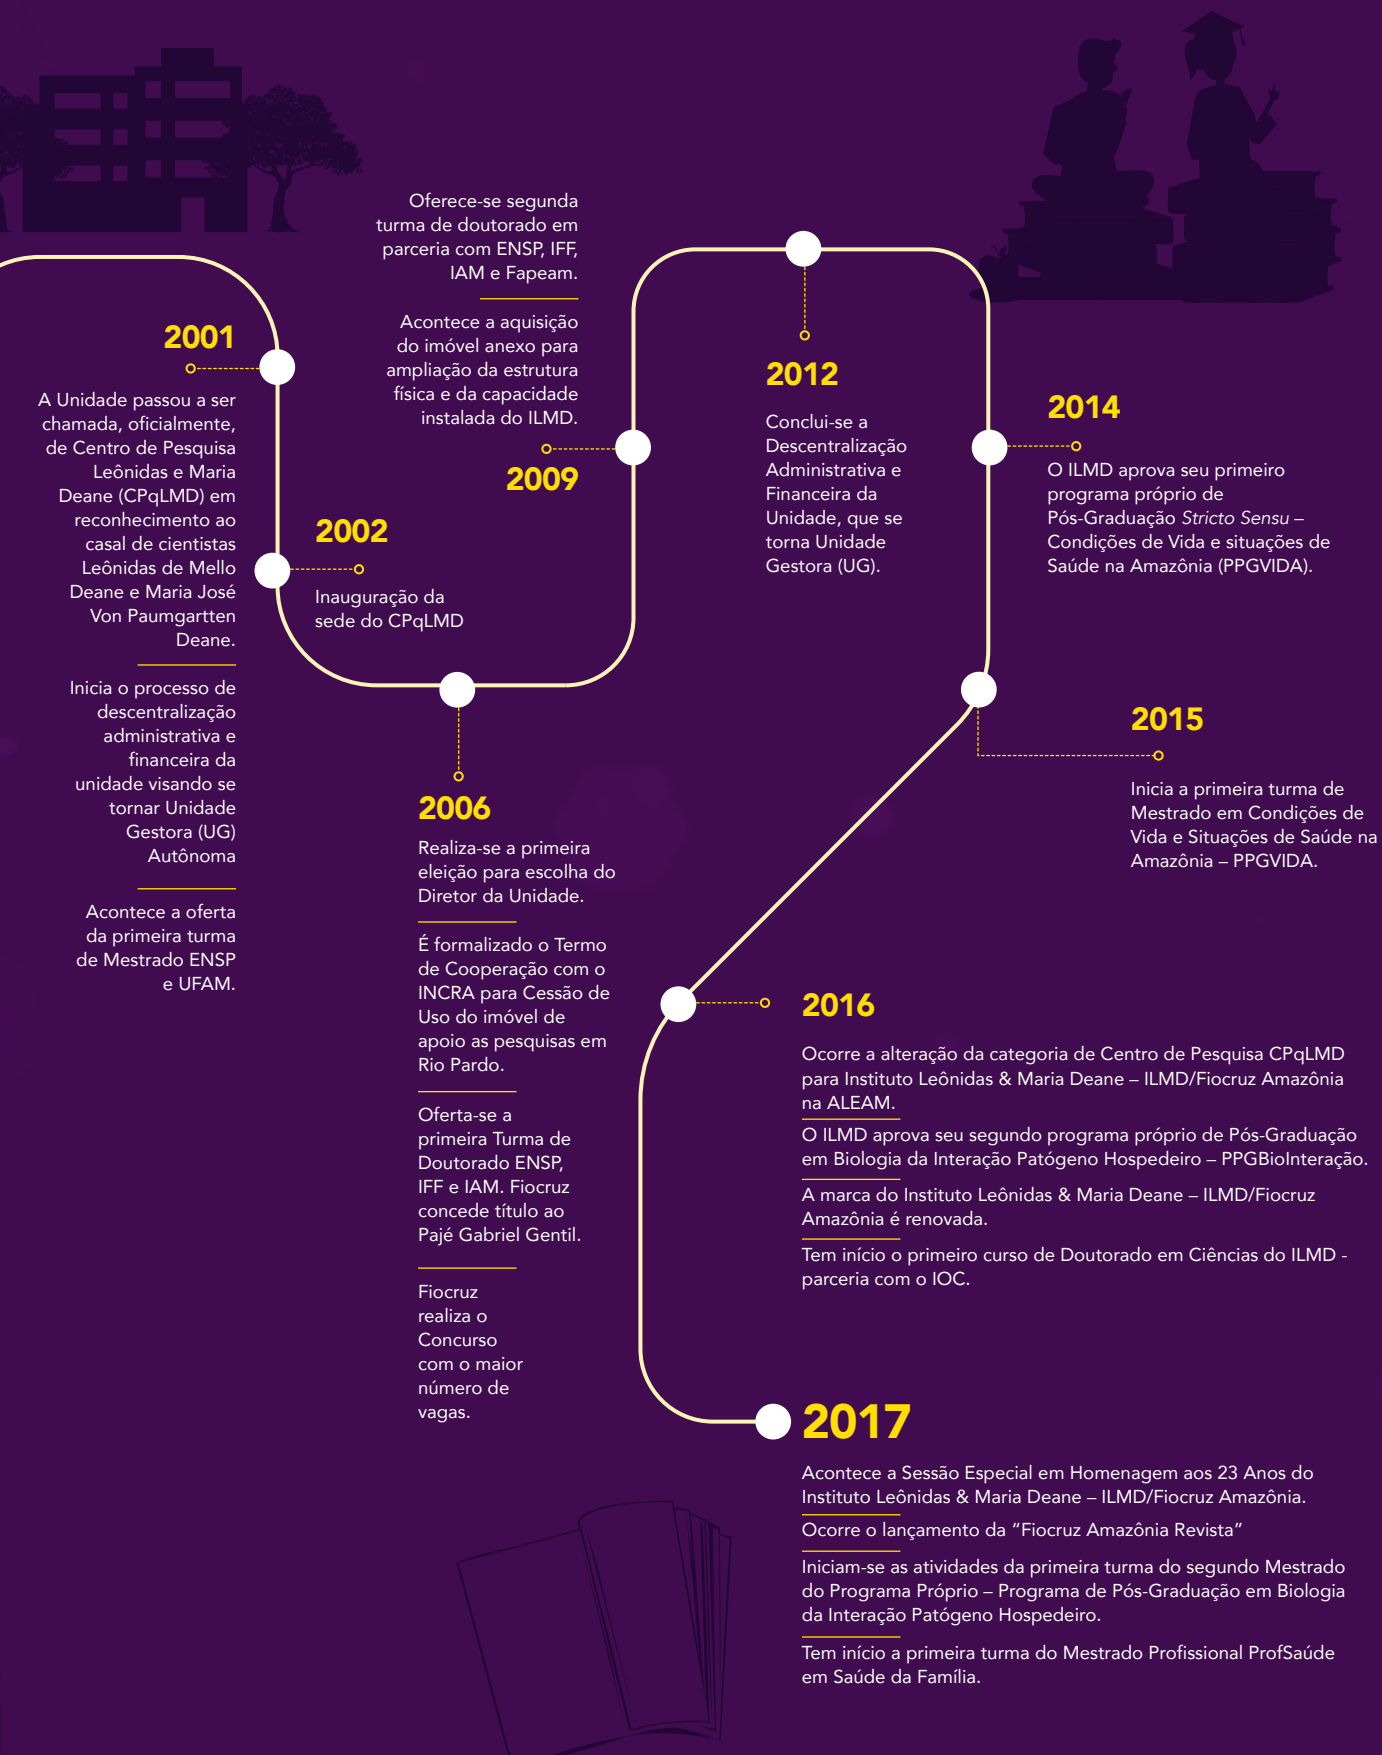 2001
A Unidade passou a ser
chamada, oficialmente,
de Centro de Pesquisa
Leônidas e Maria
Deane (CPqLMD) em
reconhecimento ao
casal de cientistas
Leônidas de Mello
Deane e Maria José
Von Paumgartten
Deane.
Inicia o processo de
descentralização
administrativa e
financeira da
unidade visando se
tornar Unidade
Gestora (UG)
Autônoma
Acontece a oferta
da primeira turma
de Mestrado ENSP
e UFAM.
2002
Inauguração da
sede do CPqLMD
2006
Realiza-se a primeira
eleição para escolha do
Diretor da Unidade.
É formalizado o Termo
de Cooperação com o
INCRA para Cessão de
Uso do imóvel de
apoio as pesquisas em
Rio Pardo.
Oferta-se a
primeira Turma de
Doutorado ENSP,
IFF e IAM. Fiocruz
concede título ao
Pajé Gabriel Gentil.
Fiocruz
realiza o
Concurso
com o maior
número de
vagas.
Oferece-se segunda
turma de doutorado em
parceria com ENSP, IFF,
IAM e Fapeam.
Acontece a aquisição
do imóvel anexo para
ampliação da estrutura
física e da capacidade
instalada do ILMD.
2009
2012
Conclui-se a
Descentralização
Administrativa e
Financeira da
Unidade, que se
torna Unidade
Gestora (UG).
2014
O ILMD aprova seu primeiro
programa próprio de
Pós-Graduação Stricto Sensu –
Condições de Vida e situações de
Saúde na Amazônia (PPGVIDA).
2015
Inicia a primeira turma de
Mestrado em Condições de
Vida e Situações de Saúde na
Amazônia – PPGVIDA.
2016
Ocorre a alteração da categoria de Centro de Pesquisa CPqLMD
para Instituto Leônidas & Maria Deane – ILMD/Fiocruz Amazônia
na ALEAM.
O ILMD aprova seu segundo programa próprio de Pós-Graduação
em Biologia da Interação Patógeno Hospedeiro – PPGBioInteração.
A marca do Instituto Leônidas & Maria Deane – ILMD/Fiocruz
Amazônia é renovada.
Tem início o primeiro curso de Doutorado em Ciências do ILMD -
parceria com o IOC.
2017
Acontece a Sessão Especial em Homenagem aos 23 Anos do
Instituto Leônidas & Maria Deane – ILMD/Fiocruz Amazônia.
Ocorre o lançamento da “Fiocruz Amazônia Revista”
Iniciam-se as atividades da primeira turma do segundo Mestrado
do Programa Próprio – Programa de Pós-Graduação em Biologia
da Interação Patógeno Hospedeiro.
Tem início a primeira turma do Mestrado Profissional ProfSaúde
em Saúde da Família.